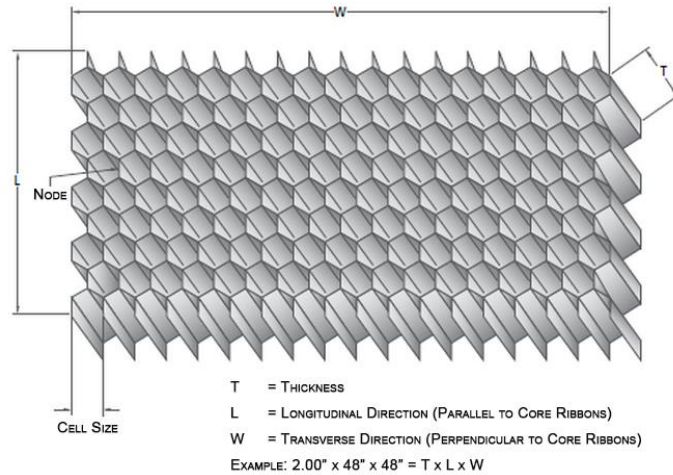 W
T
L
NODE
CELL SIZE
T = THICKNESS
L = LONGITUDINAL DIRECTION (PARALLEL TO CORE RIBBONS)
W = TRANSVERSE DIRECTION (PERPENDICULAR TO CORE RIBBONS)
EXAMPLE: 2.00" x 48" x 48" = T x L x W